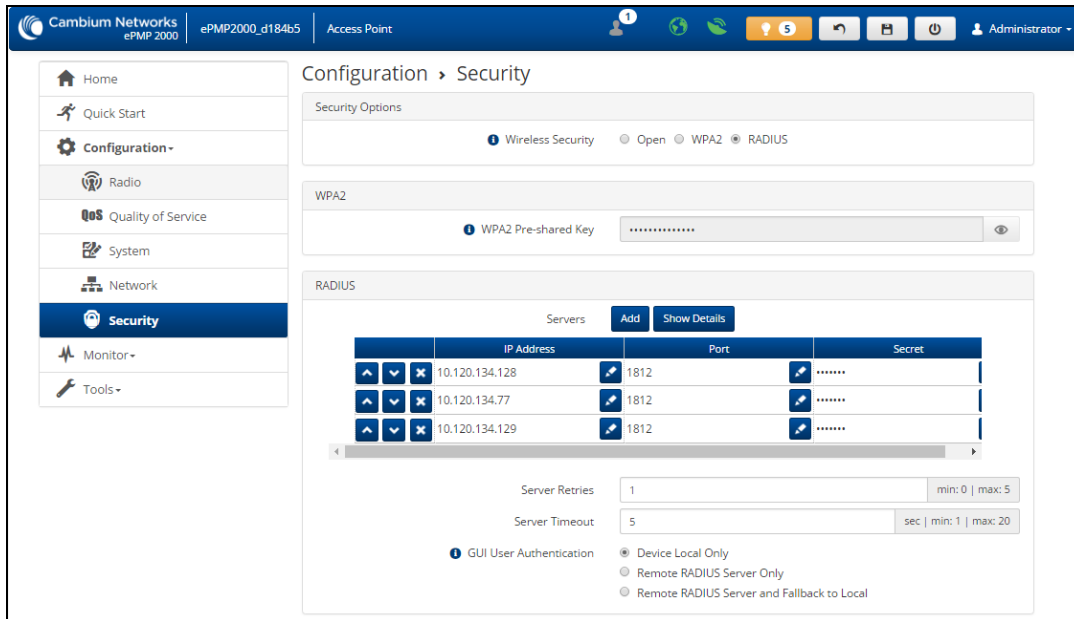 Cambium Networks
ePMP 2000
ePMP2000_d184b5
Access Point
1
5
Administrator
Home
Quick Start
Configuration
Radio
QoS Quality of Service
System
Network
Security
Monitor
Tools
Configuration › Security
Security Options
Wireless Security Open WPA2 RADIUS
WPA2
WPA2 Pre-shared Key ••••••••••••••
RADIUS
Servers Add Show Details
IP Address Port Secret
10.120.134.128 1812 •••••••
10.120.134.77 1812 •••••••
10.120.134.129 1812 •••••••
Server Retries 1 min: 0 | max: 5
Server Timeout 5 sec | min: 1 | max: 20
GUI User Authentication Device Local Only
Remote RADIUS Server Only
Remote RADIUS Server and Fallback to Local